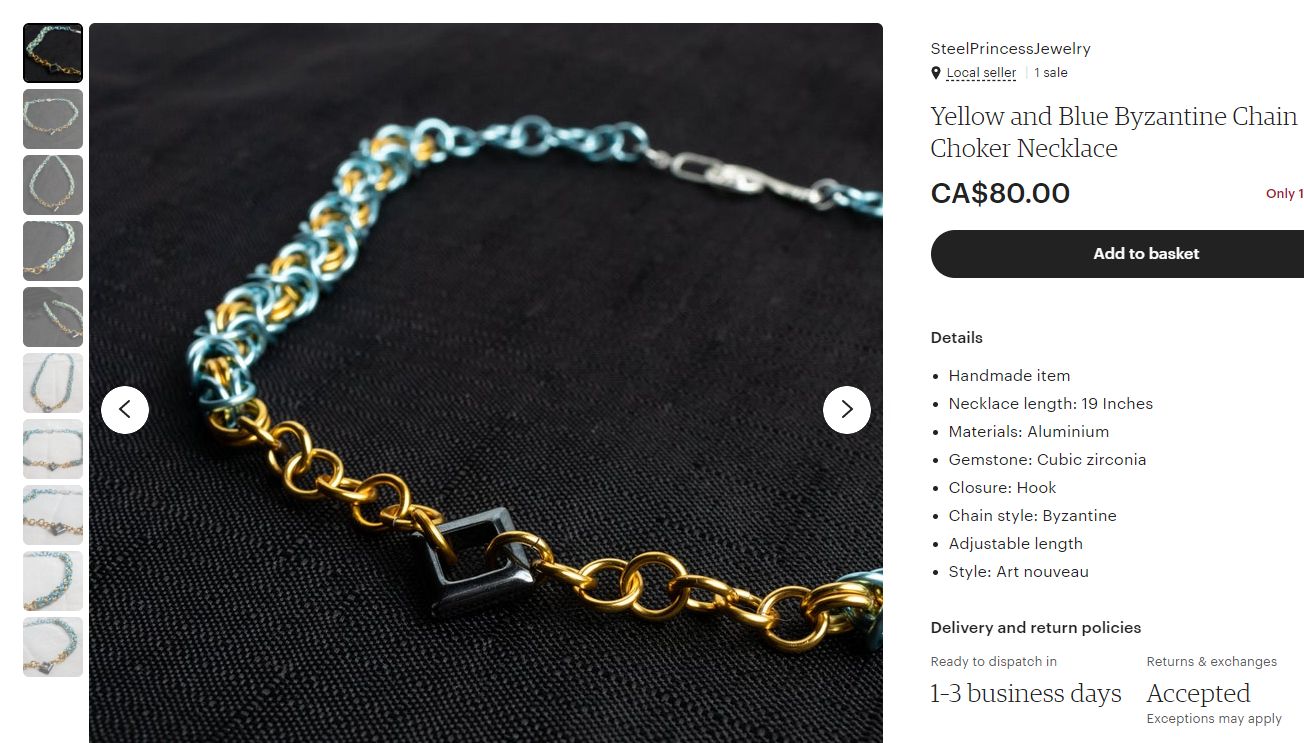 SteelPrincessJewelry
Local seller 1 sale
Yellow and Blue Byzantine Chain
Choker Necklace
CA$80.00
Only 1
Add to basket
Details
Handmade item
Necklace length: 19 Inches
Materials: Aluminium
Gemstone: Cubic zirconia
Closure: Hook
Chain style: Byzantine
Adjustable length
Style: Art nouveau
Delivery and return policies
Ready to dispatch in
1-3 business days
Returns & exchanges
Accepted
Exceptions may apply